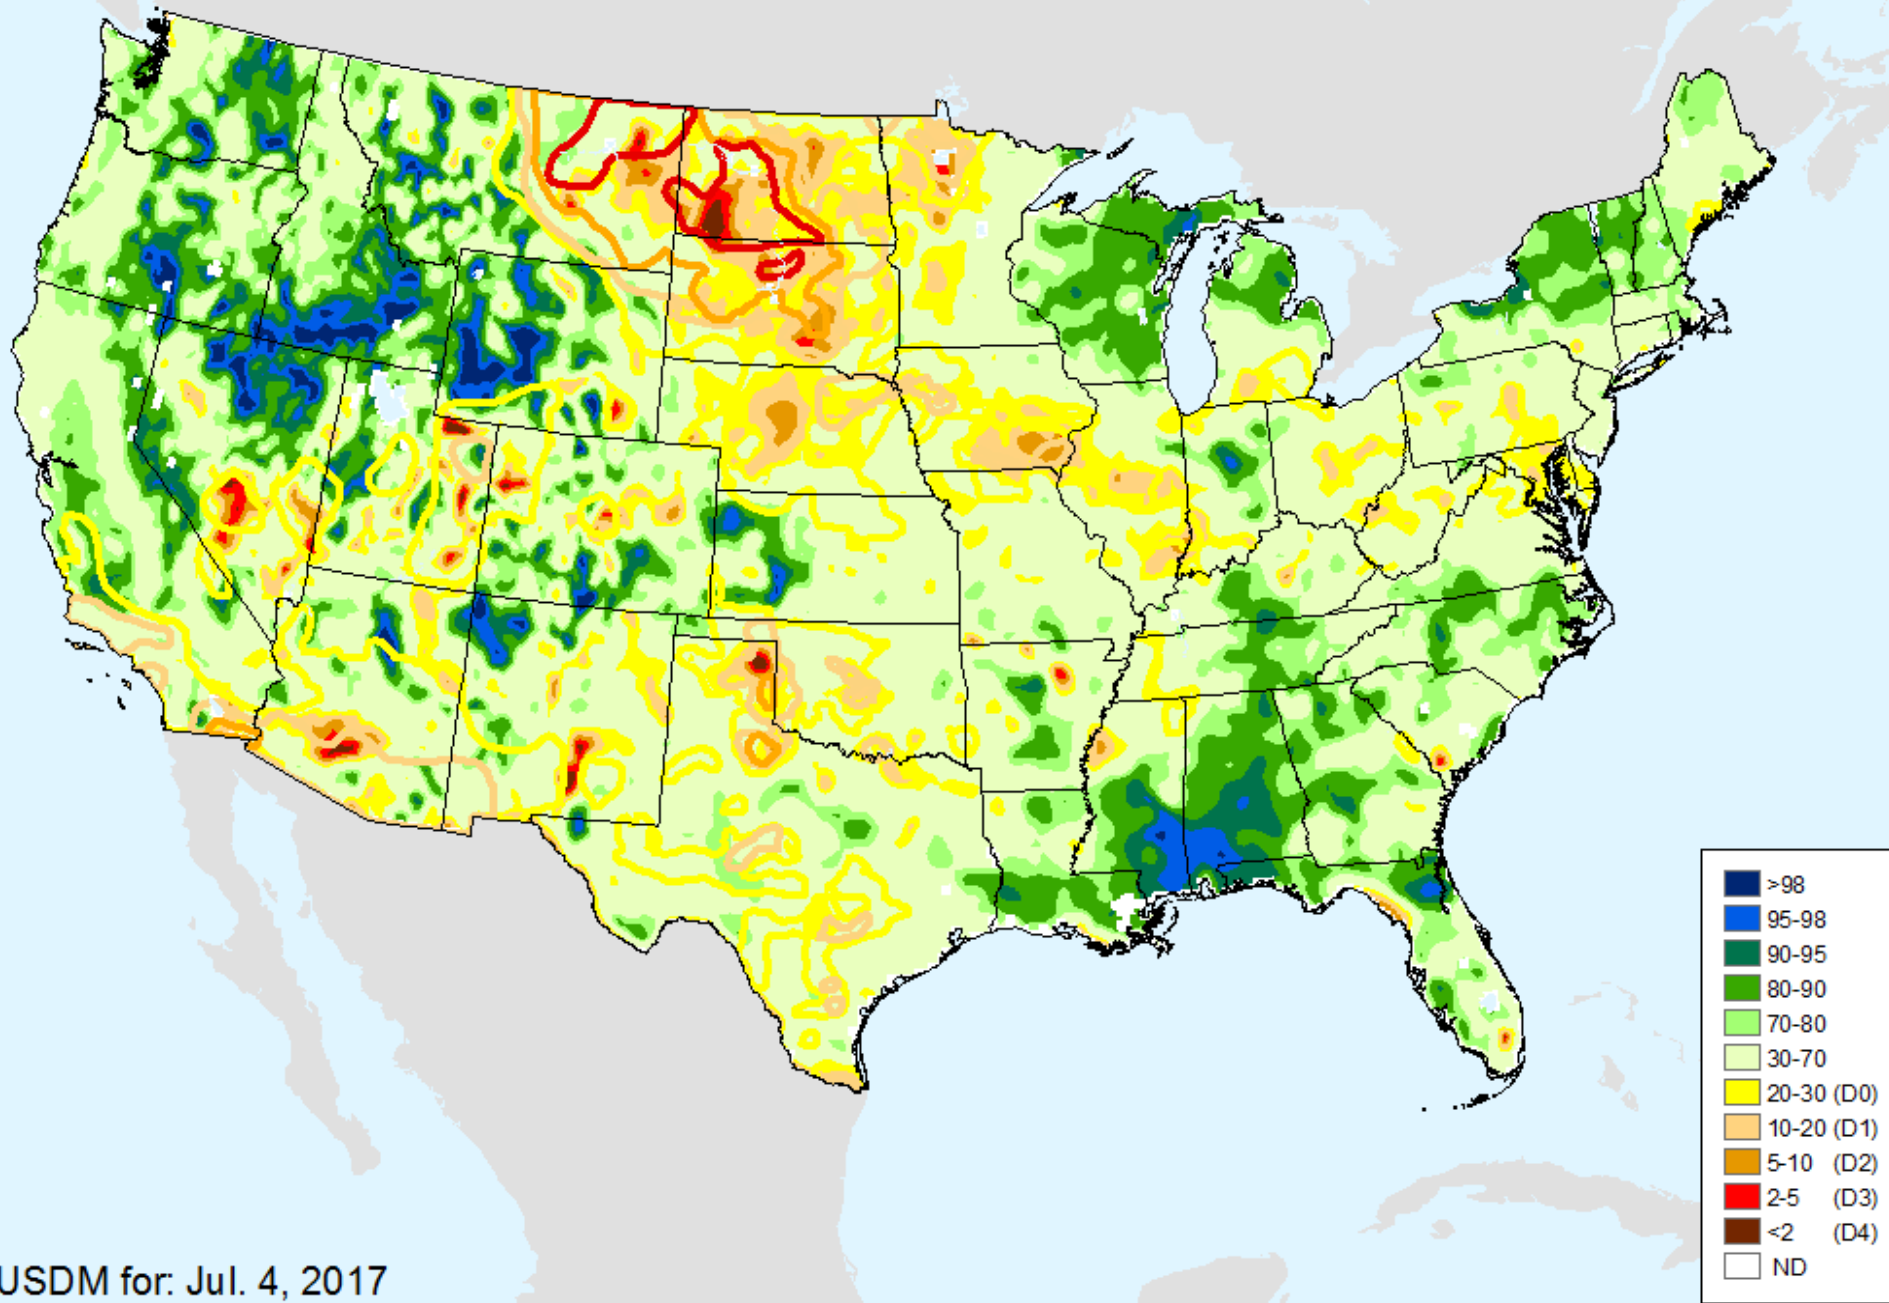 >98
95-98
90-95
80-90
70-80
30-70
20-30 (D0)
10-20 (D1)
5-10 (D2)
2-5 (D3)
<2 (D4)
ND
USDM for: Jul. 4, 2017